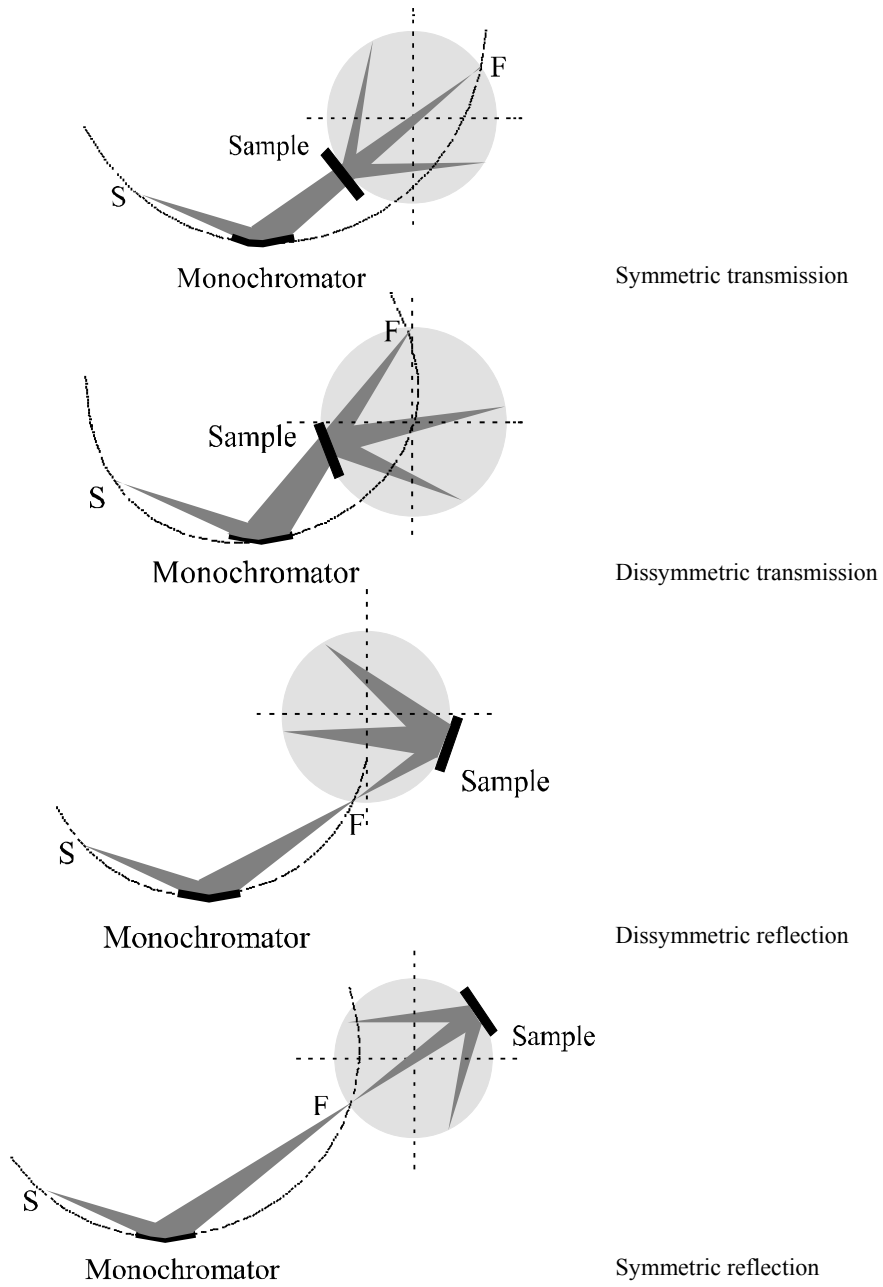 F
Sample
S
Monochromator
Symmetric transmission
F
Sample
S
Monochromator
Dissymmetric transmission
Sample
F
S
Monochromator
Dissymmetric reflection
Sample
F
S
Monochromator
Symmetric reflection